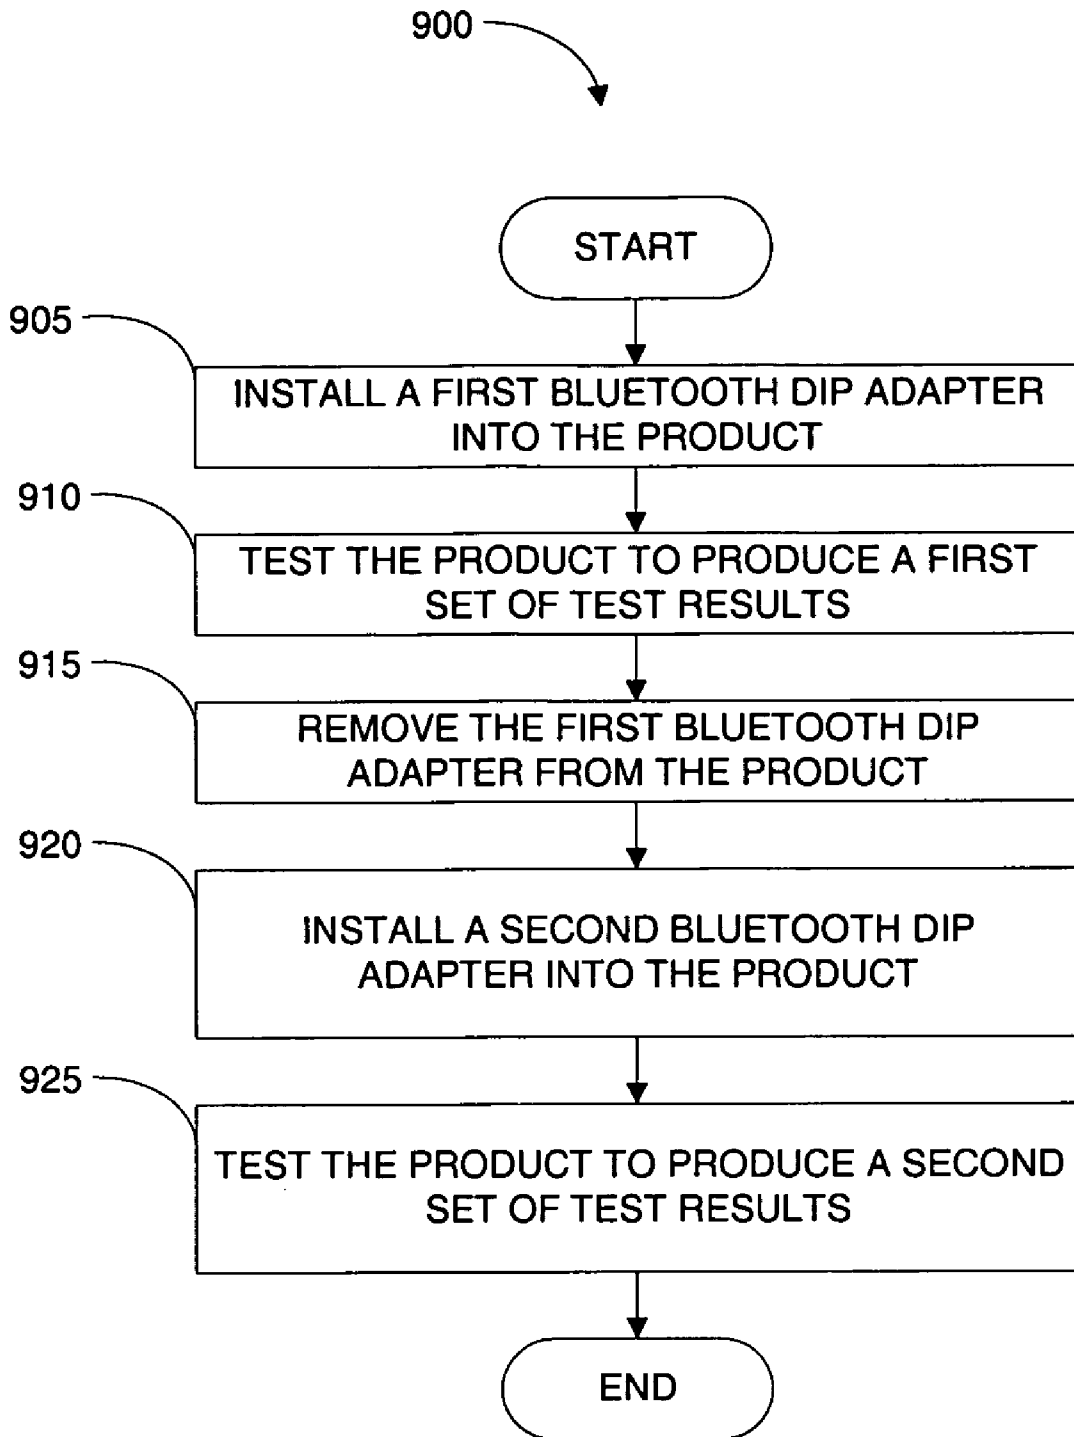 900
START
905
INSTALL A FIRST BLUETOOTH DIP ADAPTER
INTO THE PRODUCT
910
TEST THE PRODUCT TO PRODUCE A FIRST
SET OF TEST RESULTS
915
REMOVE THE FIRST BLUETOOTH DIP
ADAPTER FROM THE PRODUCT
920
INSTALL A SECOND BLUETOOTH DIP
ADAPTER INTO THE PRODUCT
925
TEST THE PRODUCT TO PRODUCE A SECOND
SET OF TEST RESULTS
END